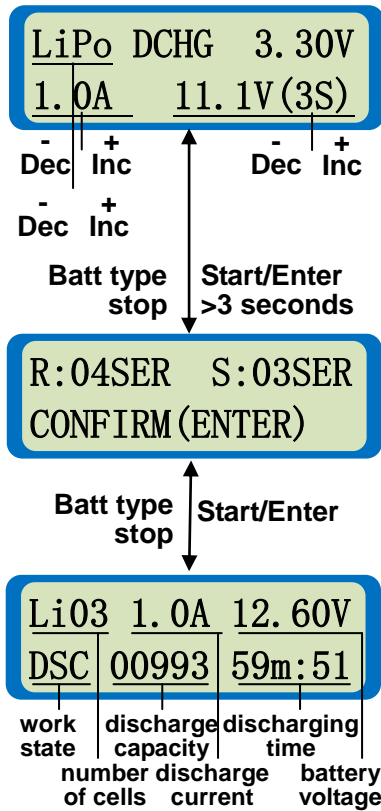 LiPo DCHG 3.30V
1.0A 11.1V(3S)
- + - +
Dec Inc Dec Inc
- +
Dec Inc
Batt type Start/Enter
stop >3 seconds
R:04SER S:03SER
CONFIRM(ENTER)
Batt type Start/Enter
stop
Li03 1.0A 12.60V
DSC 00993 59m:51
work discharge discharging
state capacity time
number discharge battery
of cells current voltage